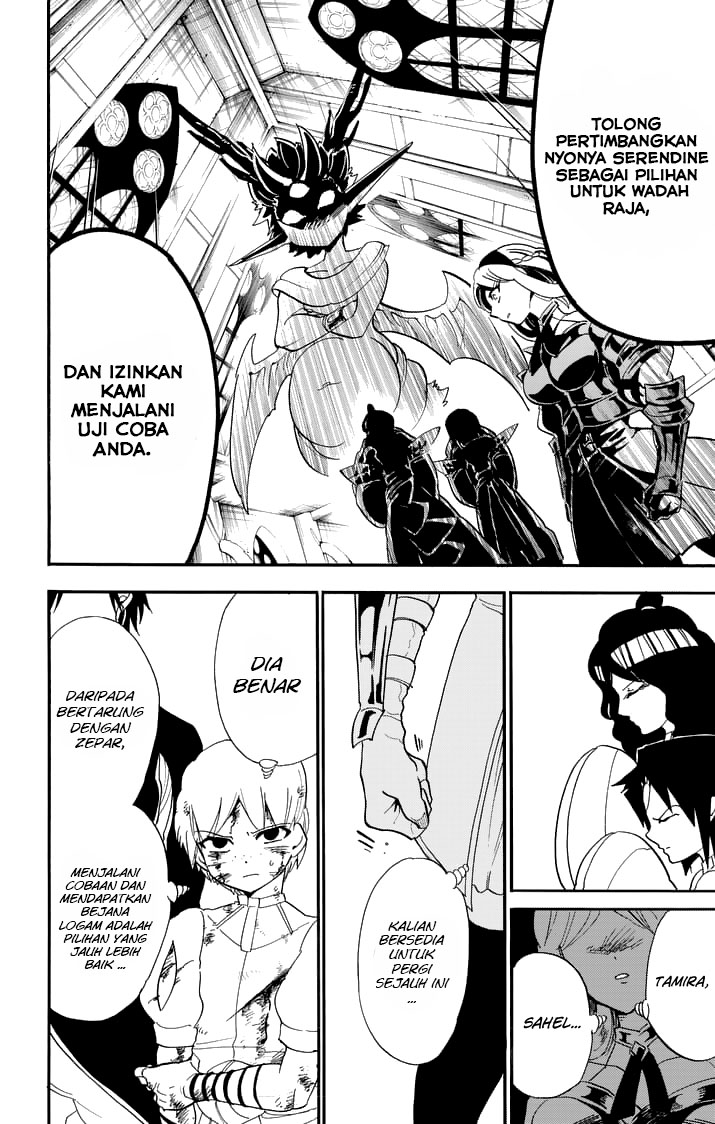 TOLONG
PERTIMBANGKAN
NYONYA SERENDINE
SEBAGAI PILIHAN
UNTUK WADAH
RAJA,
DAN IZINKAN
KAMI
MENJALANI
UJI COBA
ANDA.
TAMIRA,
SAHEL...
KALIAN
BERSEDIA
UNTUK
PERGI
SEJAUH INI
...
DIA
BENAR
DARIPADA
BERTARUNG
DENGAN
ZEPAR,
MENJALANI
COBAAN DAN
MENDAPATKAN
BEJANA
LOGAM ADALAH
PILIHAN YANG
JAUH LEBIH
BAIK ...